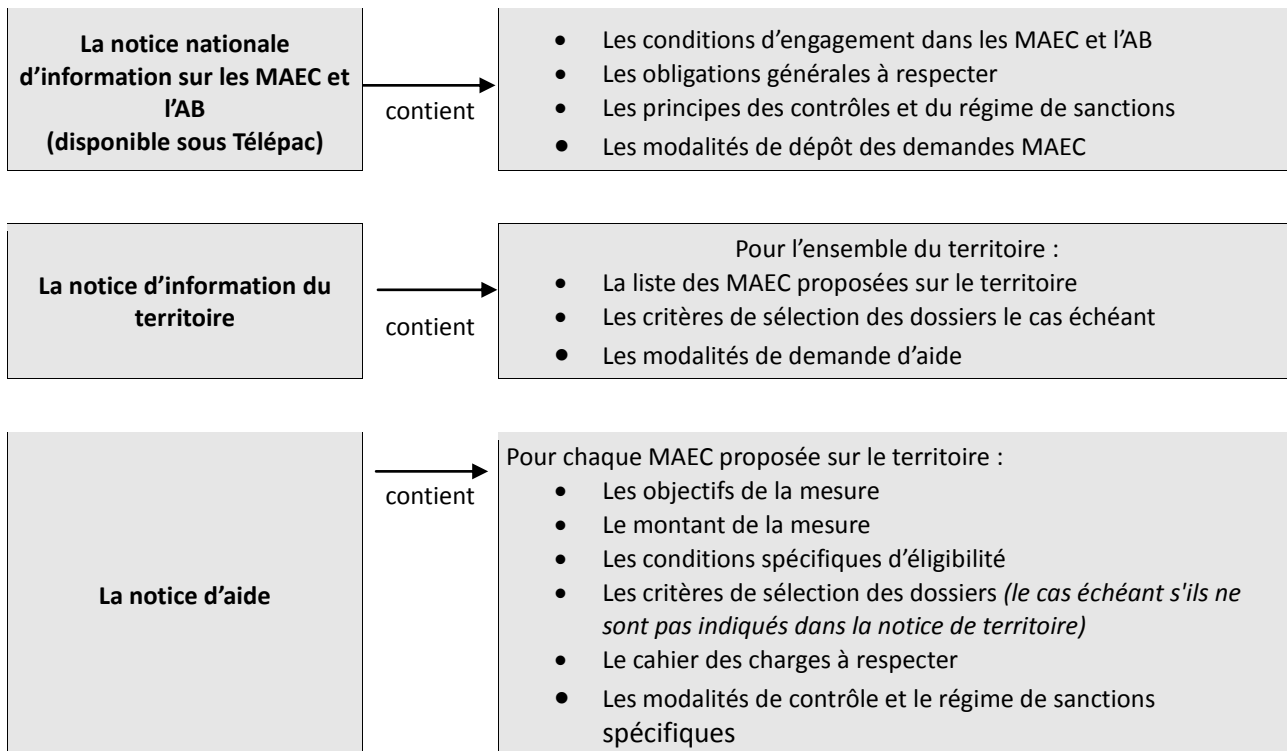 La notice nationale
d’information sur les MAEC et
l’AB
(disponible sous Télépac)
contient
• Les conditions d’engagement dans les MAEC et l’AB
• Les obligations générales à respecter
• Les principes des contrôles et du régime de sanctions
• Les modalités de dépôt des demandes MAEC
La notice d’information du
territoire
contient
Pour l’ensemble du territoire :
• La liste des MAEC proposées sur le territoire
• Les critères de sélection des dossiers le cas échéant
• Les modalités de demande d’aide
La notice d’aide
contient
Pour chaque MAEC proposée sur le territoire :
• Les objectifs de la mesure
• Le montant de la mesure
• Les conditions spécifiques d’éligibilité
• Les critères de sélection des dossiers (le cas échéant s'ils ne
sont pas indiqués dans la notice de territoire)
• Le cahier des charges à respecter
• Les modalités de contrôle et le régime de sanctions
spécifiques